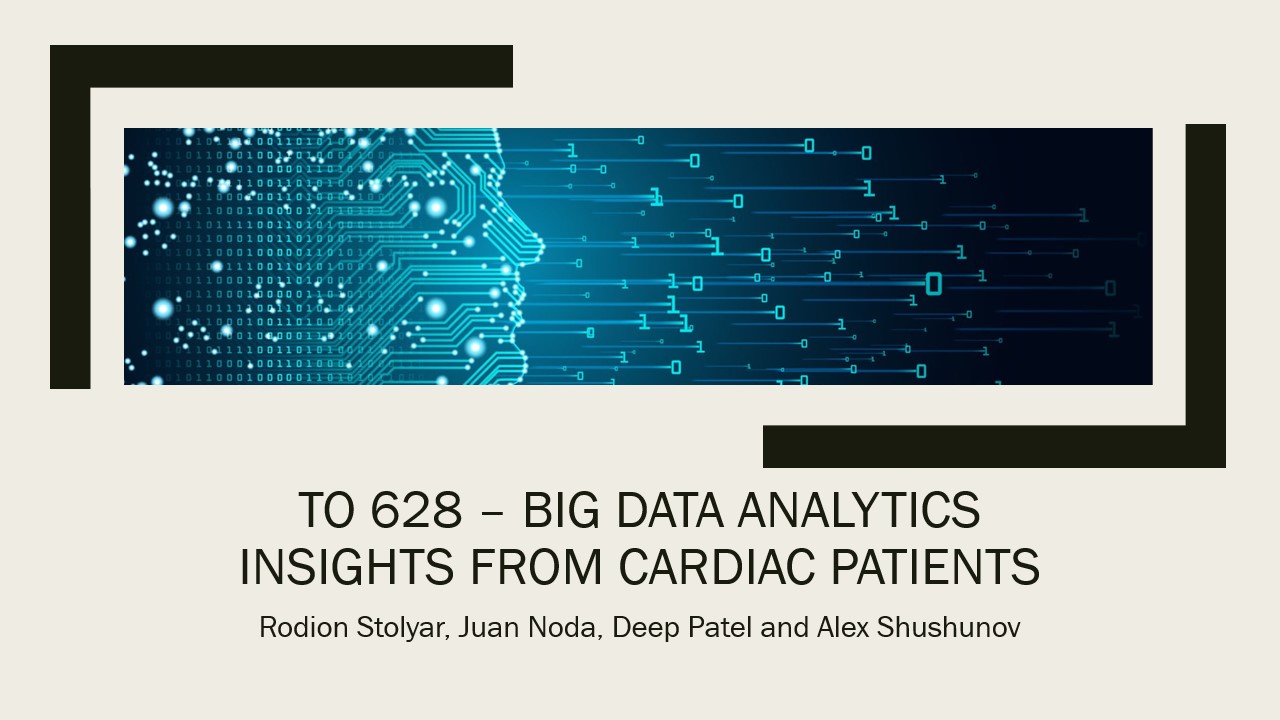 TO 628 – BIG DATA ANALYTICS
INSIGHTS FROM CARDIAC PATIENTS
Rodion Stolyar, Juan Noda, Deep Patel and Alex Shushunov